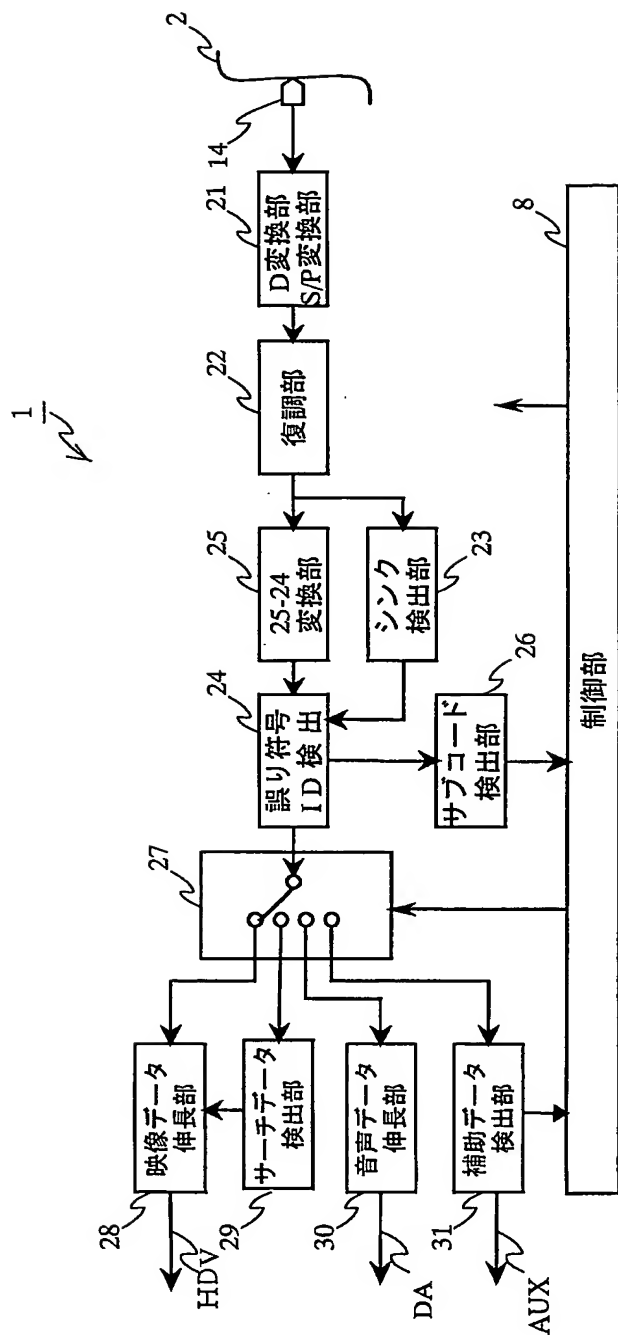 1
2
14
21
D変換部
S/P変換部
22
復調部
25
25-24
変換部
23
シンク
検出部
24
誤り符号
ID検出
26
サブコード
検出部
27
映像データ
伸長部
28
HDV
サーチデータ
検出部
29
音声データ
伸長部
30
DA
補助データ
検出部
31
AUX
制御部
8